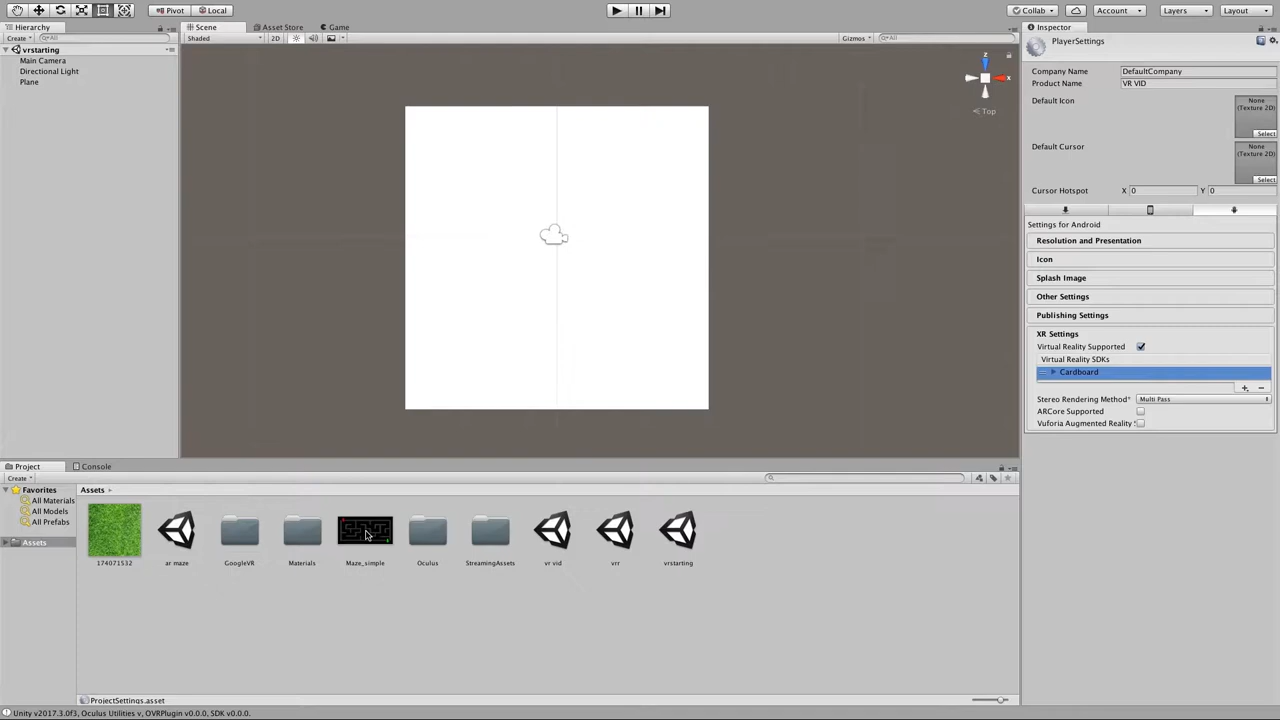 Pivot Local Collab Account Layers Layout
Hierarchy Scene Asset Store Game Inspector
Create All Shaded 2D Gizmos All
PlayerSettings
vrstarting
Main Camera
Directional Light
Plane
z
x
Top
Company Name DefaultCompany
Product Name VR VID
Default Icon None
(Texture 2D)
Select
Default Cursor None
(Texture 2D)
Select
Cursor Hotspot X 0 Y 0
Settings for Android
Resolution and Presentation
Icon
Splash Image
Other Settings
Publishing Settings
XR Settings
Virtual Reality Supported
Virtual Reality SDKs
Cardboard
+ −
Stereo Rendering Method* Multi Pass
ARCore Supported
Vuforia Augmented Reality
Project Console
Create
Favorites
All Materials
All Models
All Prefabs
Assets
Assets
174071532 ar maze GoogleVR Materials Maze_simple Oculus StreamingAssets vr vid vrr vrstarting
ProjectSettings.asset
Unity v2017.3.0f3, Oculus Utilities v, OVRPlugin v0.0.0, SDK v0.0.0.